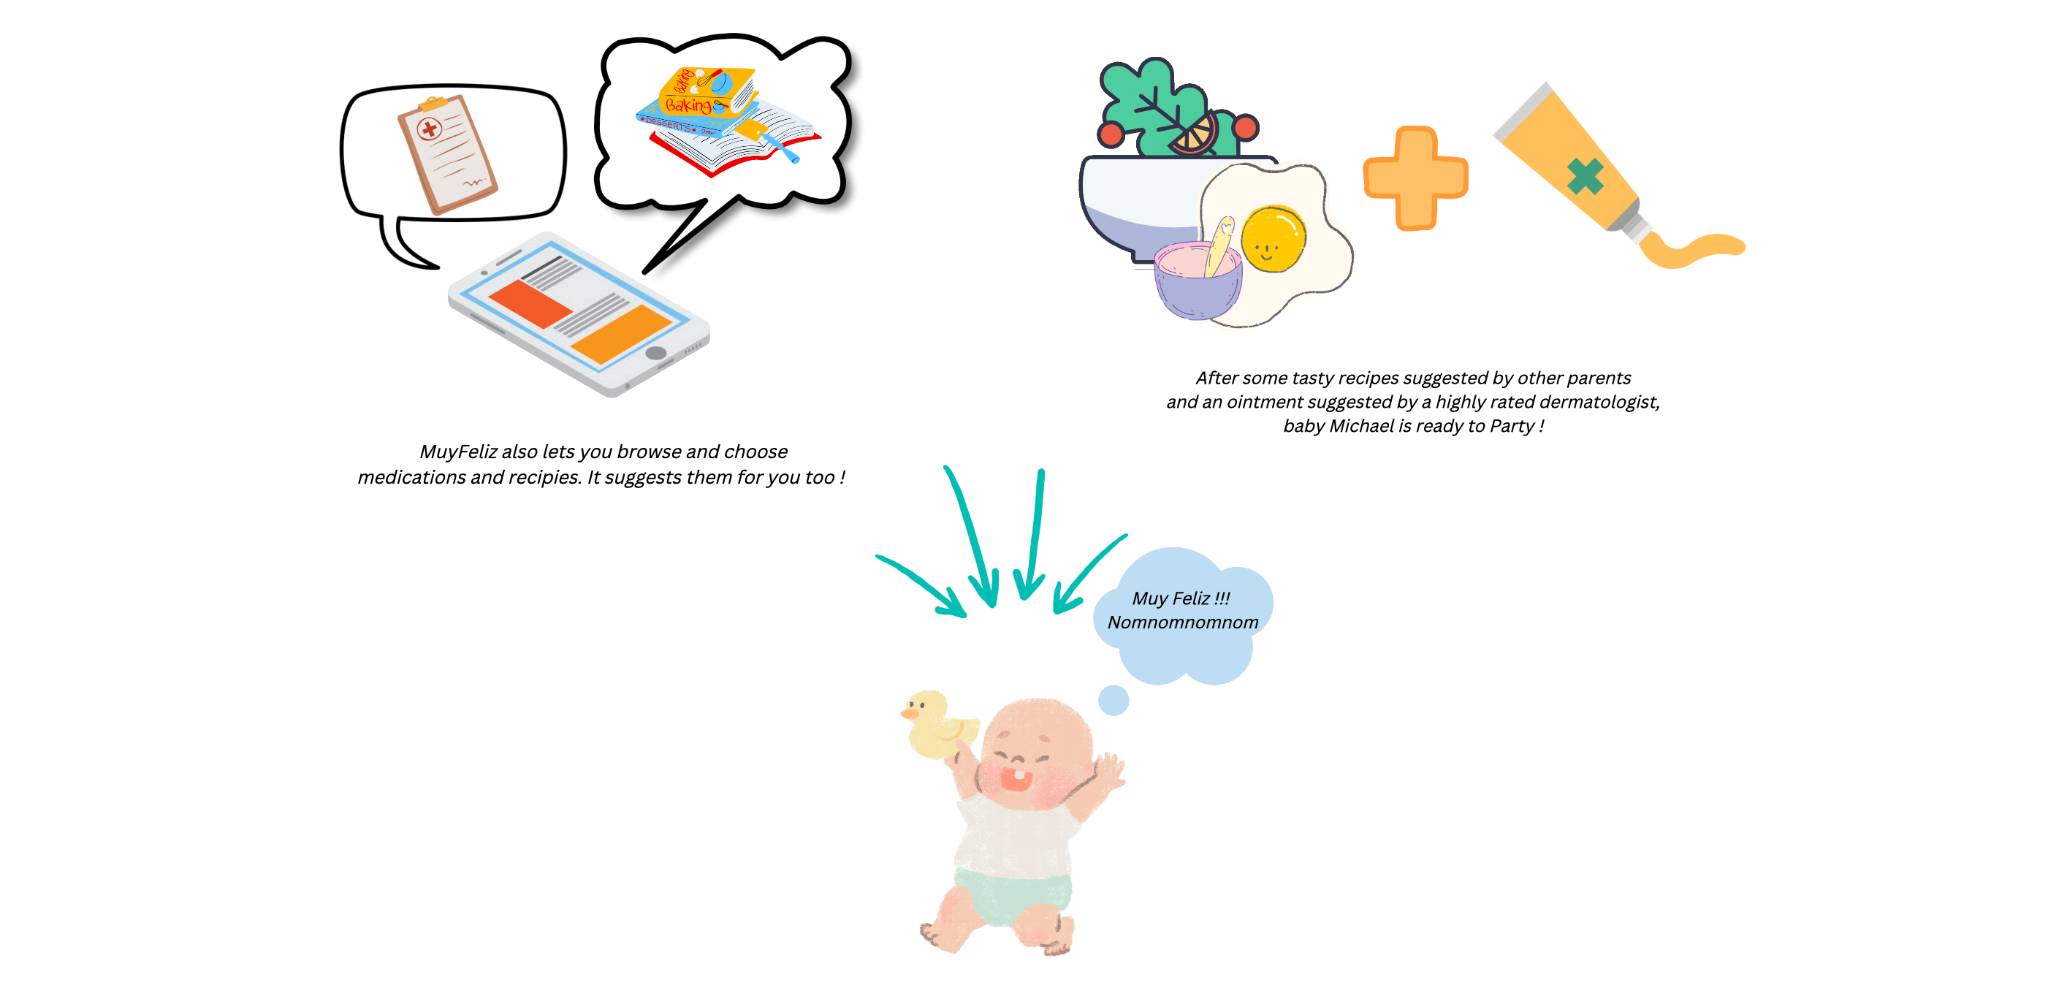 Baking
Baking
DESSERTS
MuyFeliz also lets you browse and choose
medications and recipies. It suggests them for you too !
After some tasty recipes suggested by other parents
and an ointment suggested by a highly rated dermatologist,
baby Michael is ready to Party !
Muy Feliz !!!
Nomnomnomnom